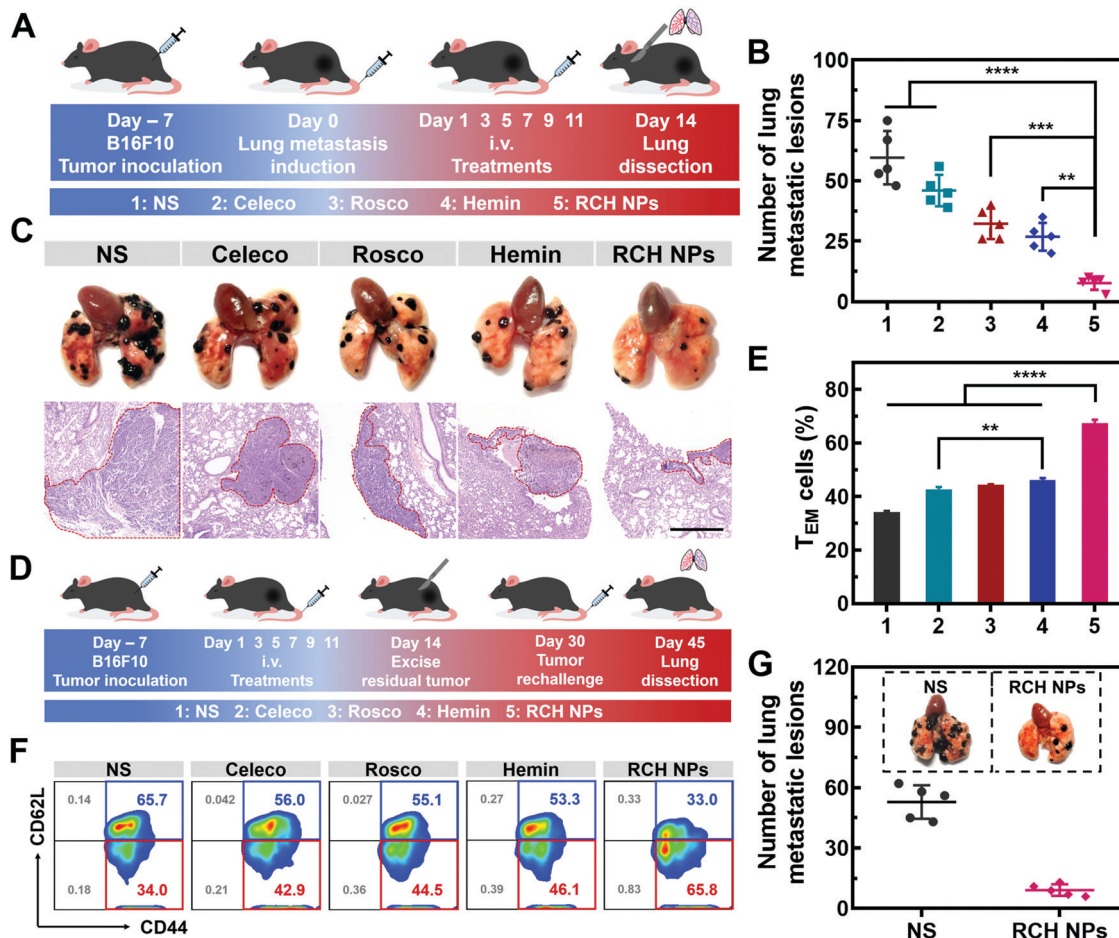 A
Day – 7
B16F10
Tumor inoculation
Day 0
Lung metastasis
induction
Day 1 3 5 7 9 11
i.v.
Treatments
Day 14
Lung
dissection
1: NS 2: Celeco 3: Rosco 4: Hemin 5: RCH NPs
B
Number of lung
metastatic lesions
100
75
50
25
0
****
***
**
1 2 3 4 5
C
NS Celeco Rosco Hemin RCH NPs
D
Day – 7
B16F10
Tumor inoculation
Day 1 3 5 7 9 11
i.v.
Treatments
Day 14
Excise
residual tumor
Day 30
Tumor
rechallenge
Day 45
Lung
dissection
1: NS 2: Celeco 3: Rosco 4: Hemin 5: RCH NPs
E
TEM cells (%)
80
60
40
20
0
****
**
1 2 3 4 5
F
NS Celeco Rosco Hemin RCH NPs
CD62L
0.14 65.7 0.042 56.0 0.027 55.1 0.27 53.3 0.33 33.0
0.18 34.0 0.21 42.9 0.36 44.5 0.39 46.1 0.83 65.8
CD44
G
Number of lung
metastatic lesions
120
90
60
30
0
NS RCH NPs
NS RCH NPs